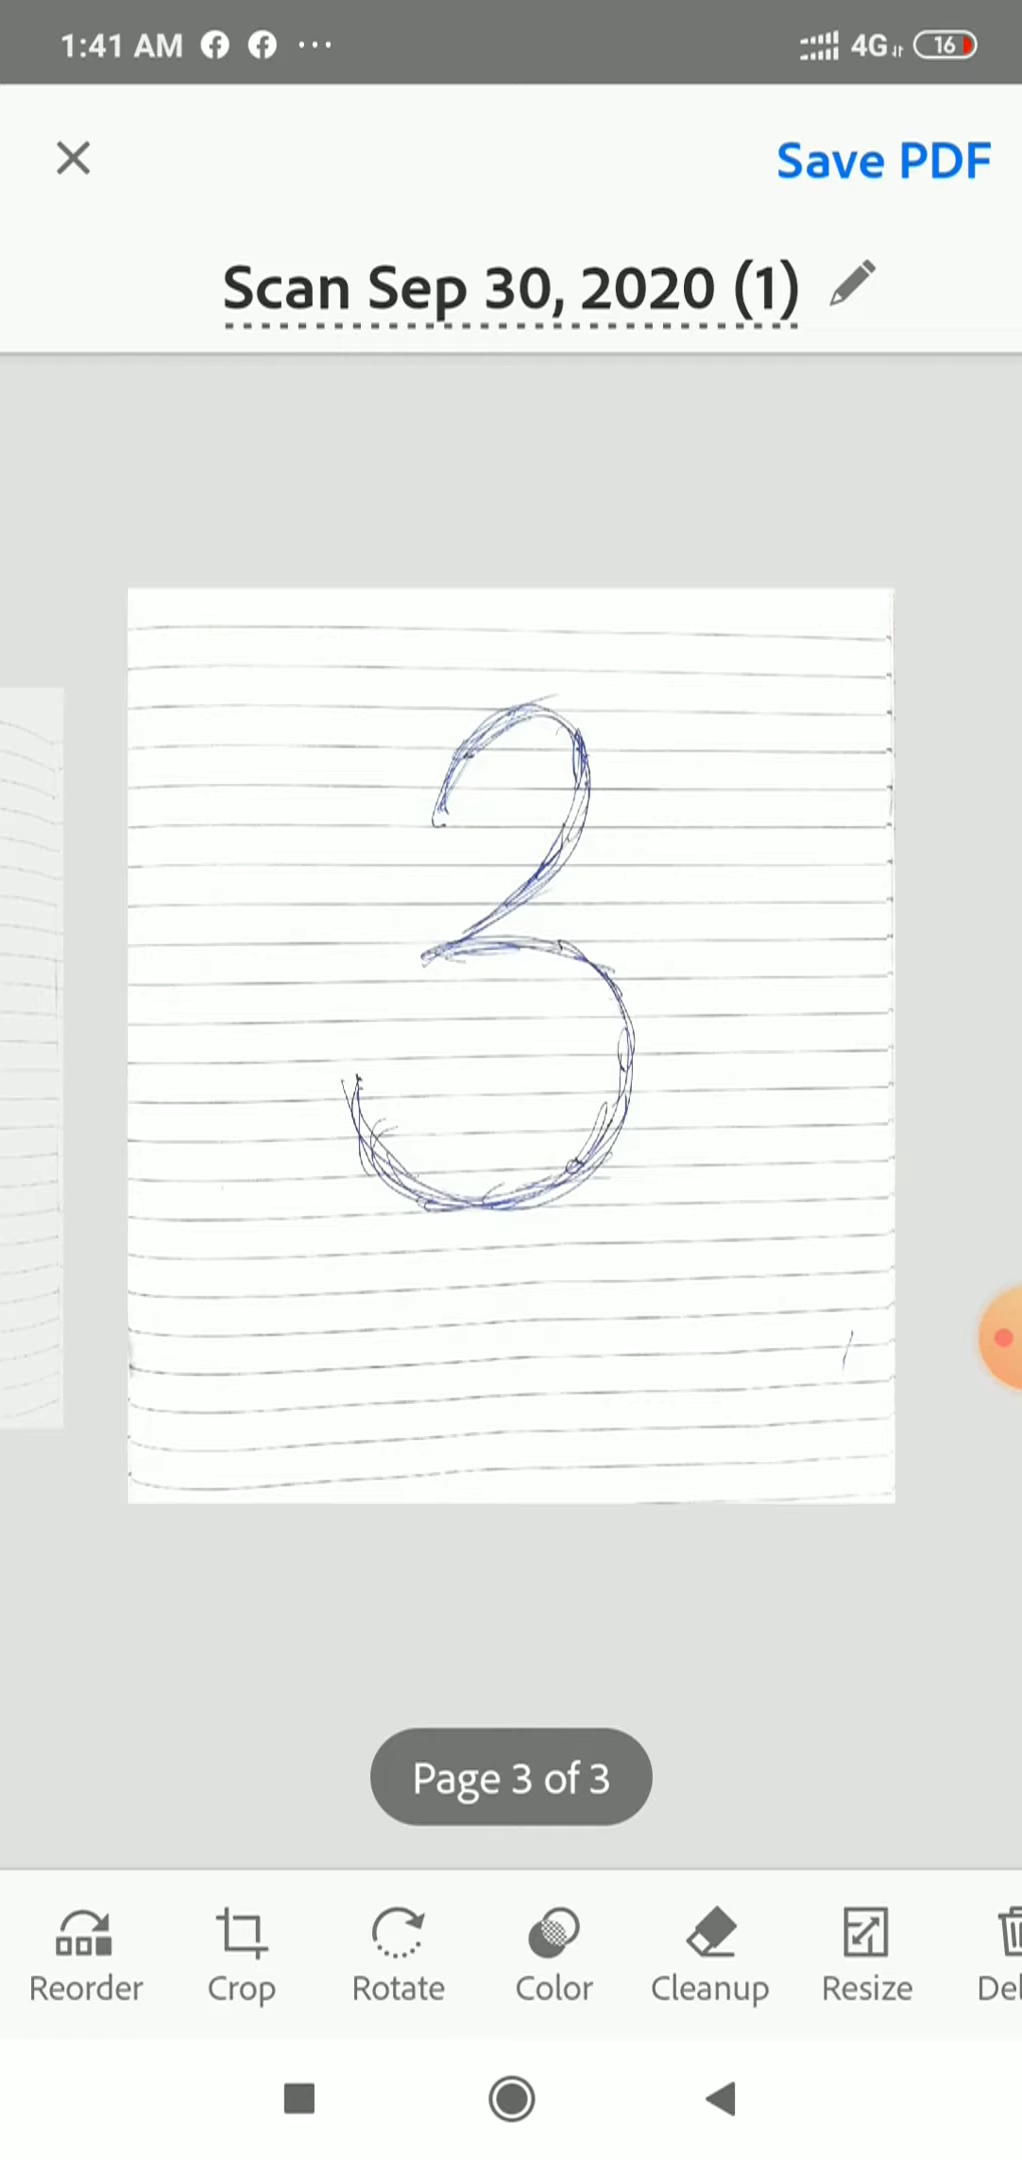 1:41 AM ... 4G 16
Save PDF
Scan Sep 30, 2020 (1)
3
Page 3 of 3
Reorder Crop Rotate Color Cleanup Resize Del